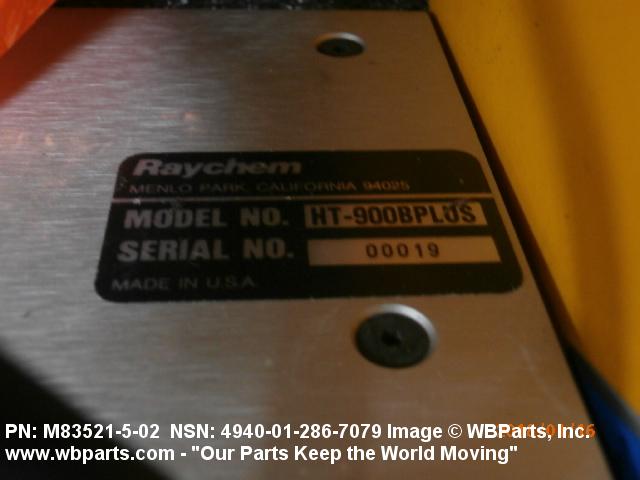 Raychem
MENLO PARK, CALIFORNIA 94025
MODEL NO. HT-900BPLUS
SERIAL NO. 00019
MADE IN U.S.A.
PN: M83521-5-02 NSN: 4940-01-286-7079 Image © WBParts, Inc.
www.wbparts.com - "Our Parts Keep the World Moving"